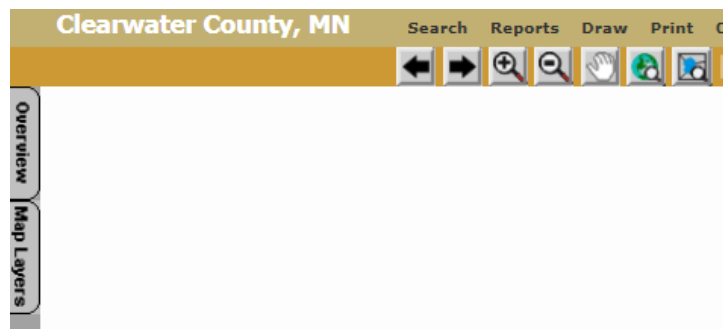 Clearwater County, MN
Search Reports Draw Print
Overview
Map Layers